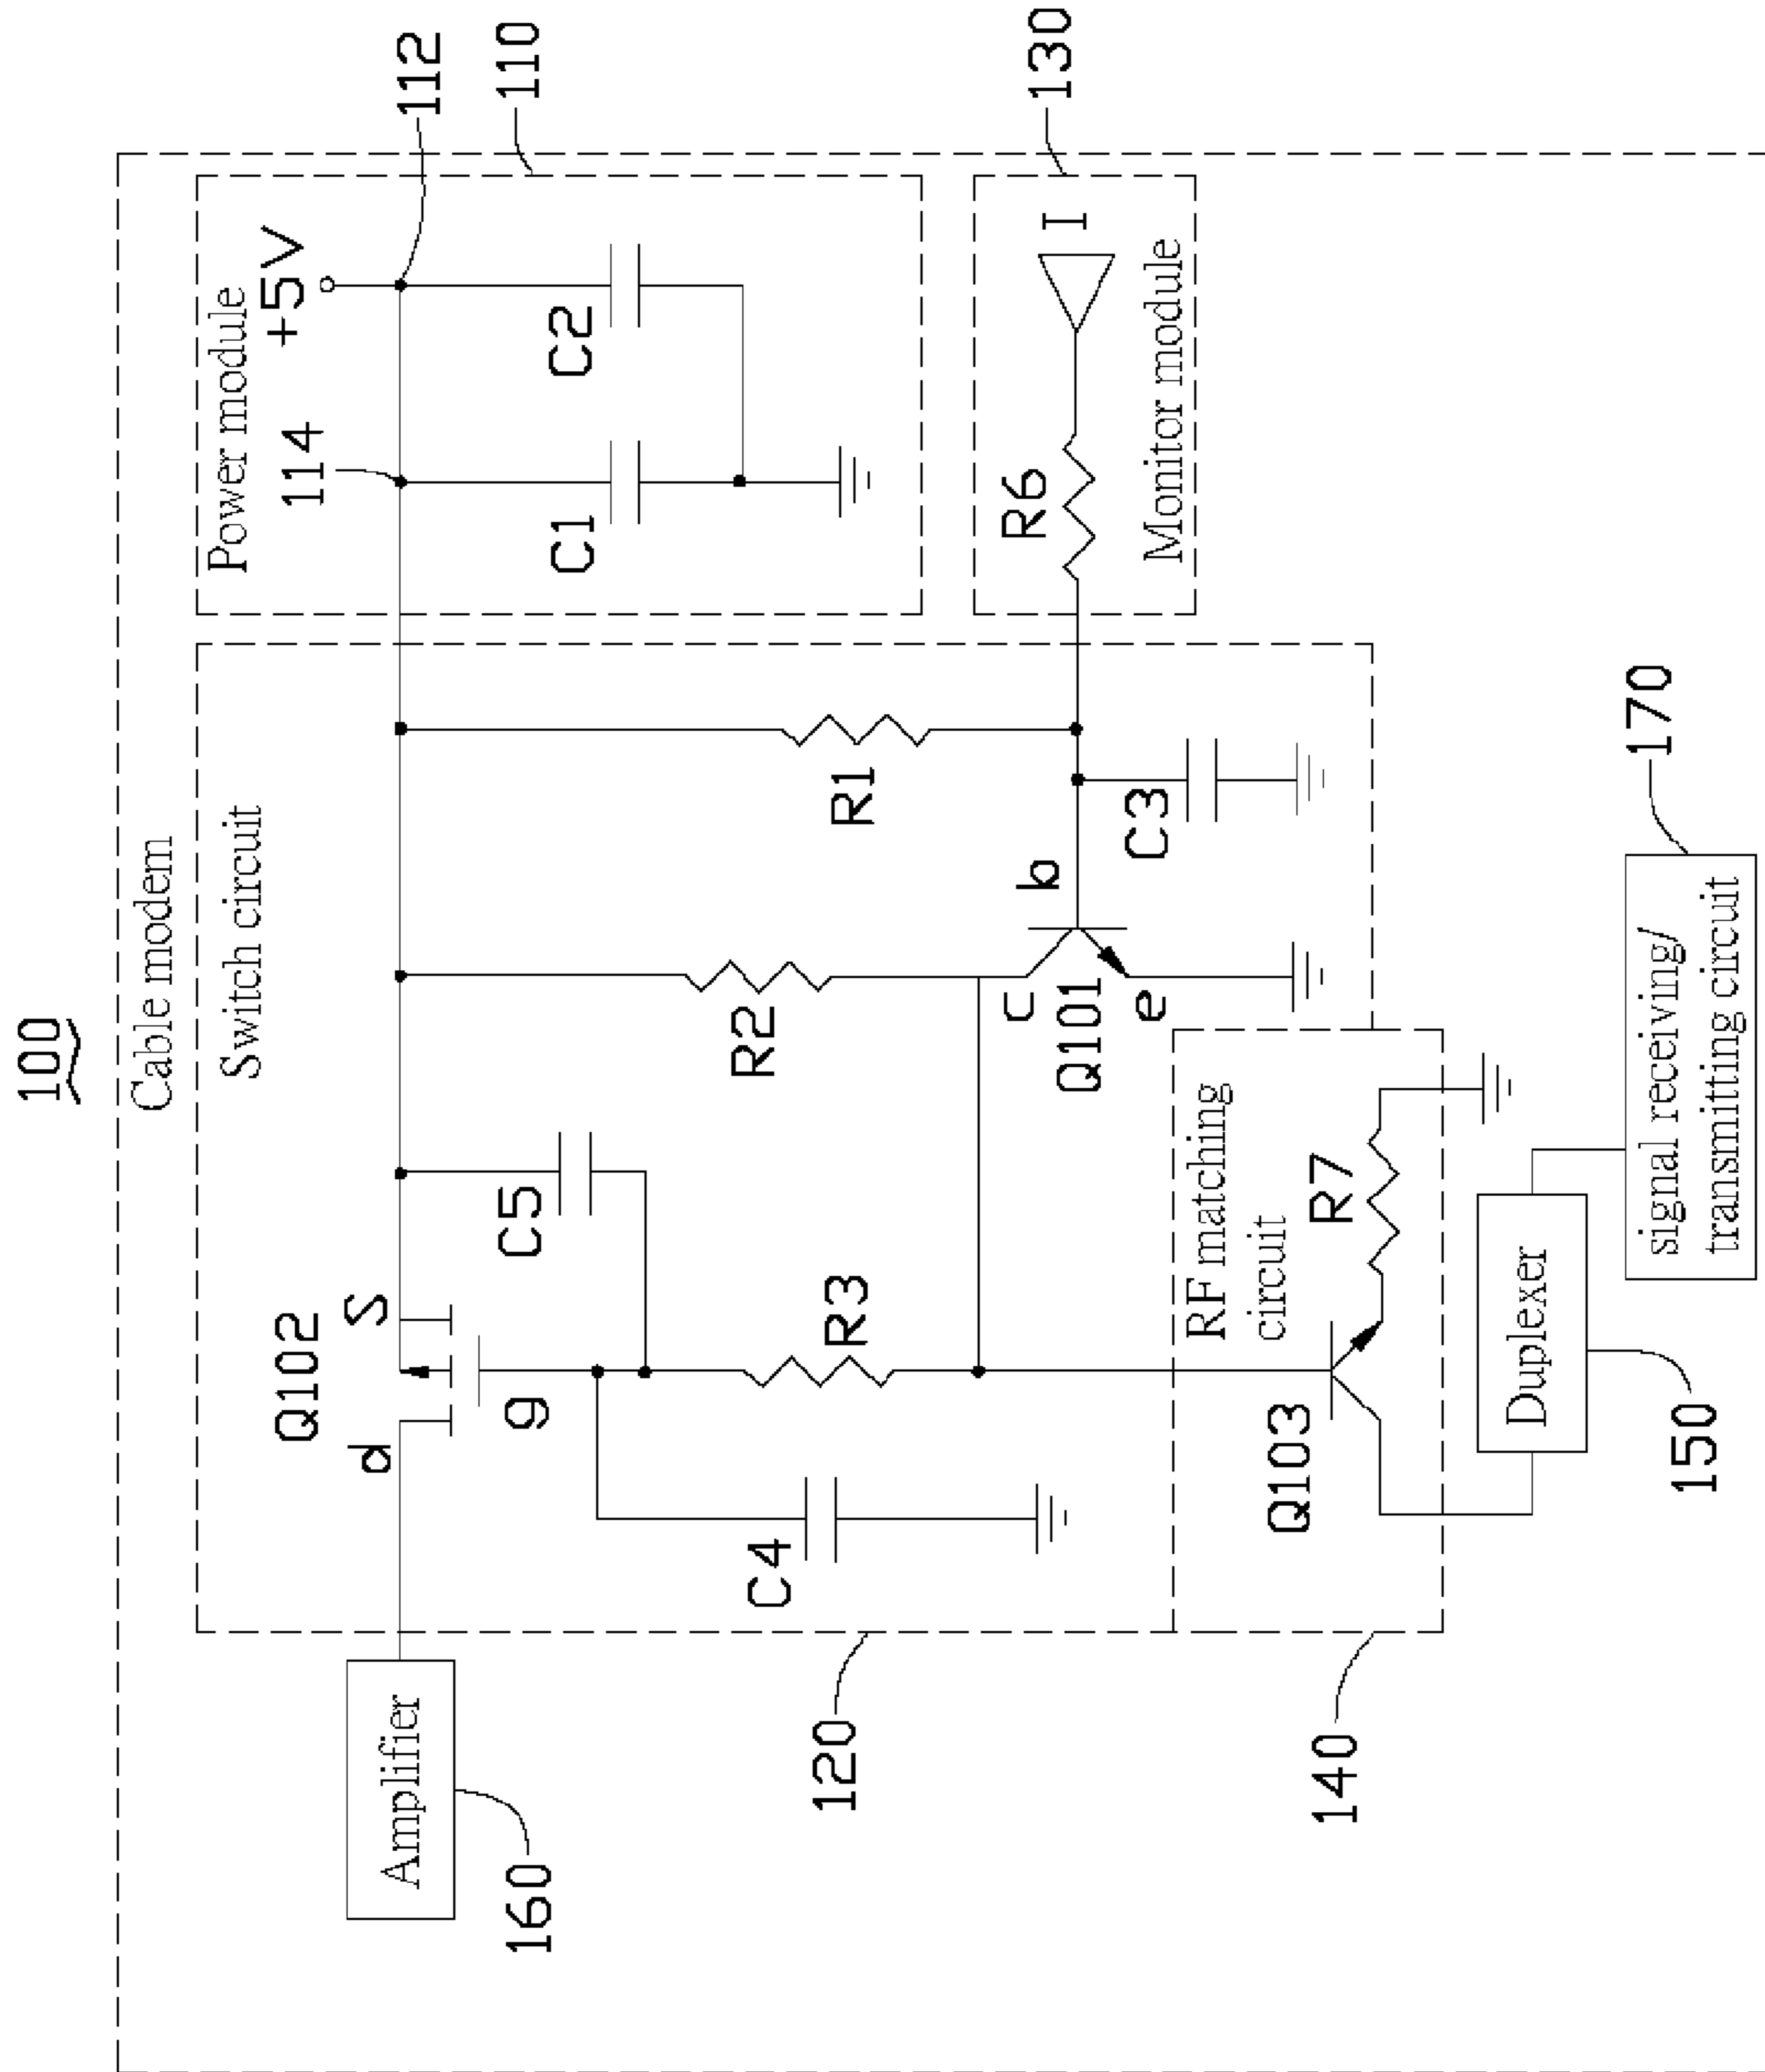 100
Cable modem
Switch circuit
Power module
+5V
112
114
110
C1
C2
Q102
d
S
g
C5
R2
R1
R3
C4
Amplifier
160
120
c
b
e
Q101
C3
R6
I
Monitor module
130
RF matching
circuit
R7
Q103
140
Duplexer
150
signal receiving/
transmitting circuit
170